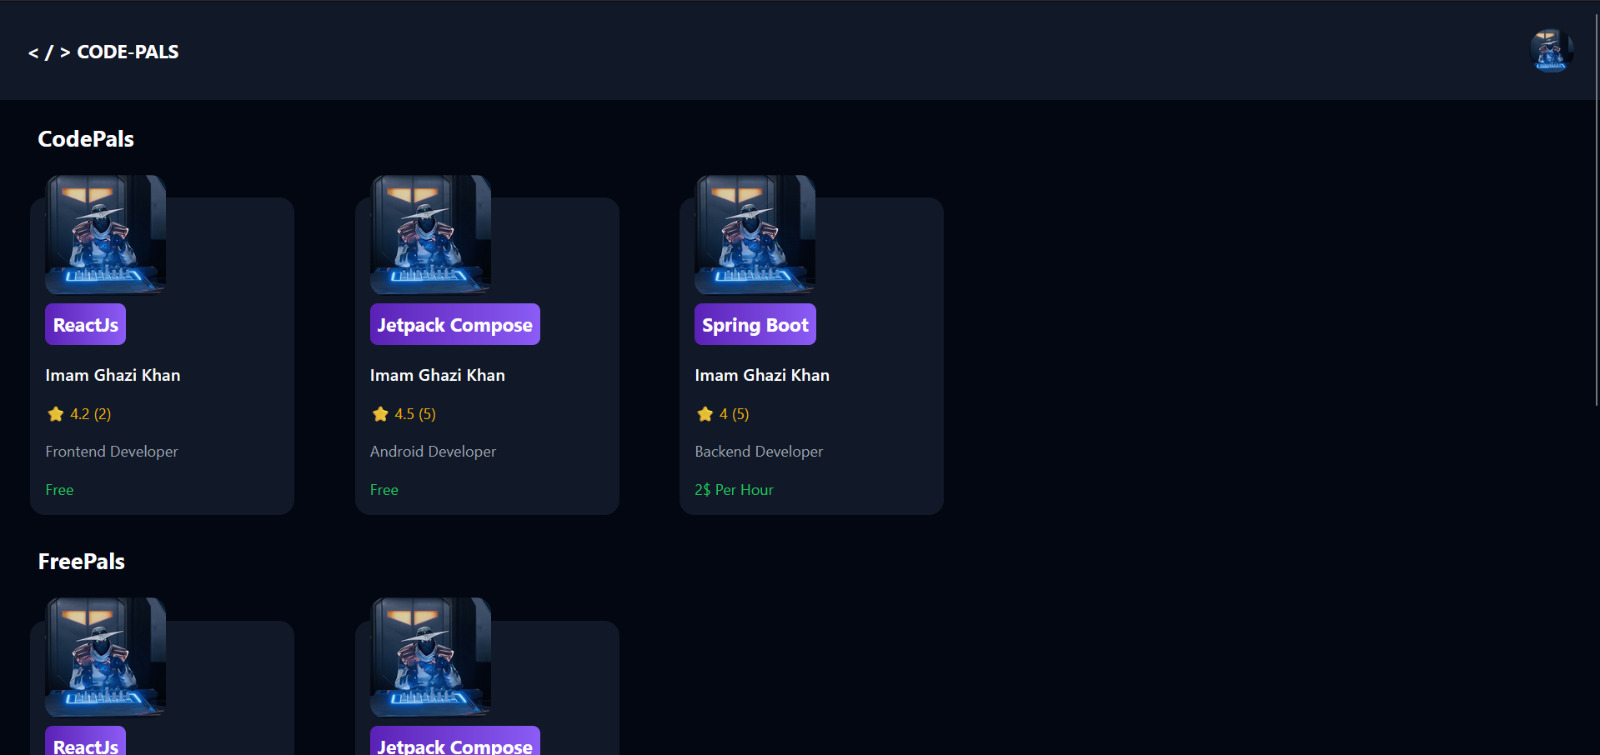 < / > CODE-PALS
CodePals
ReactJs
Imam Ghazi Khan
4.2 (2)
Frontend Developer
Free
Jetpack Compose
Imam Ghazi Khan
4.5 (5)
Android Developer
Free
Spring Boot
Imam Ghazi Khan
4 (5)
Backend Developer
2$ Per Hour
FreePals
ReactJs
Jetpack Compose